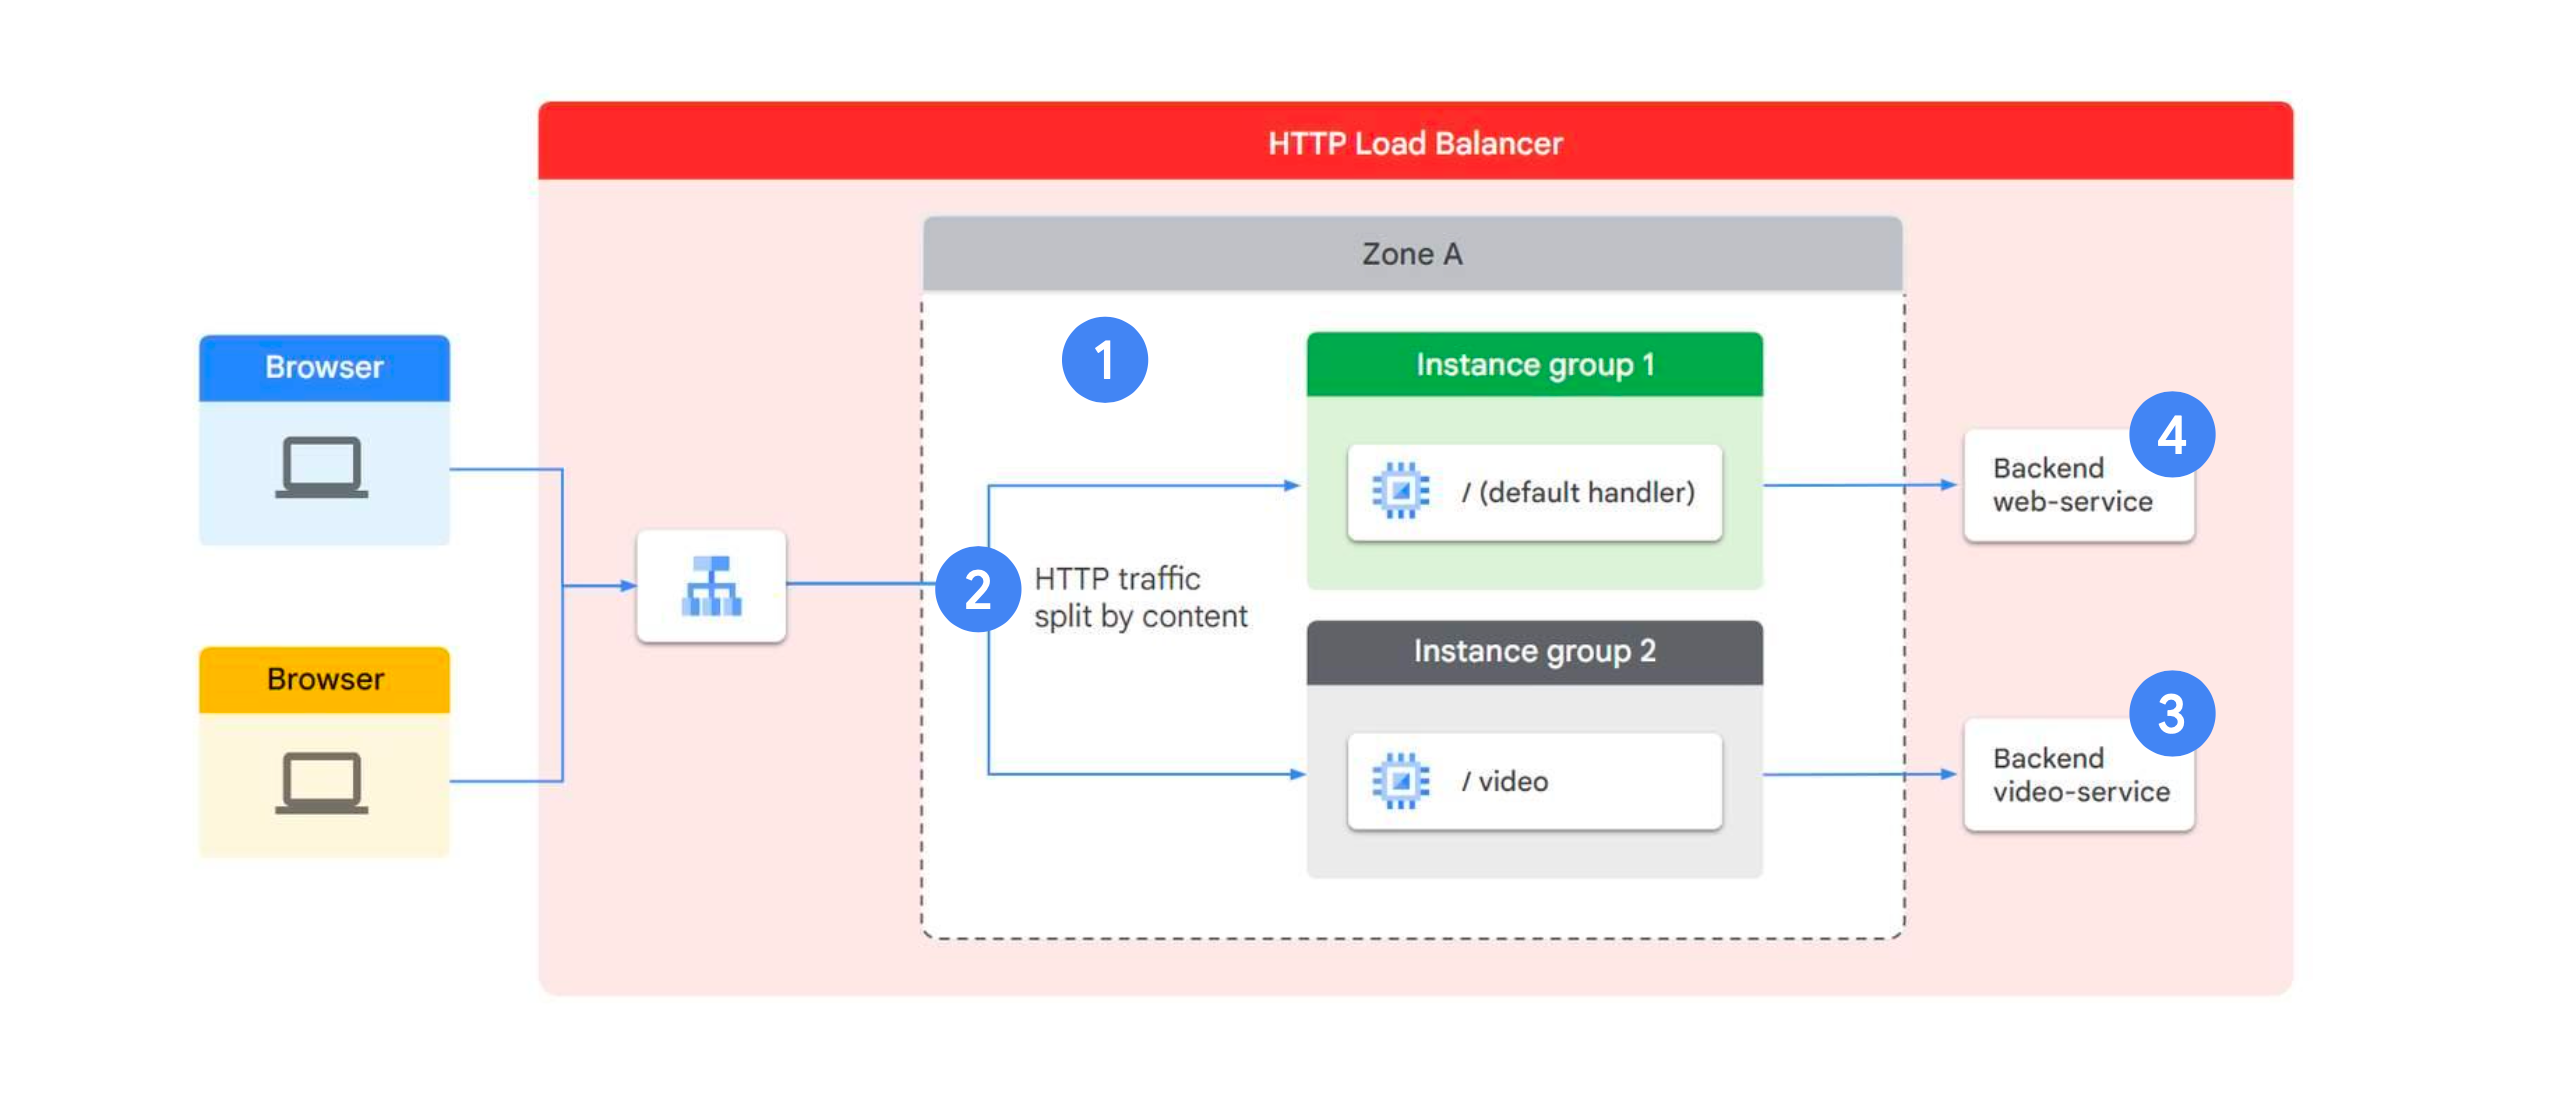 HTTP Load Balancer
Zone A
1
Browser
Instance group 1
/ (default handler)
4
Backend
web-service
2
HTTP traffic
split by content
Browser
Instance group 2
/ video
3
Backend
video-service